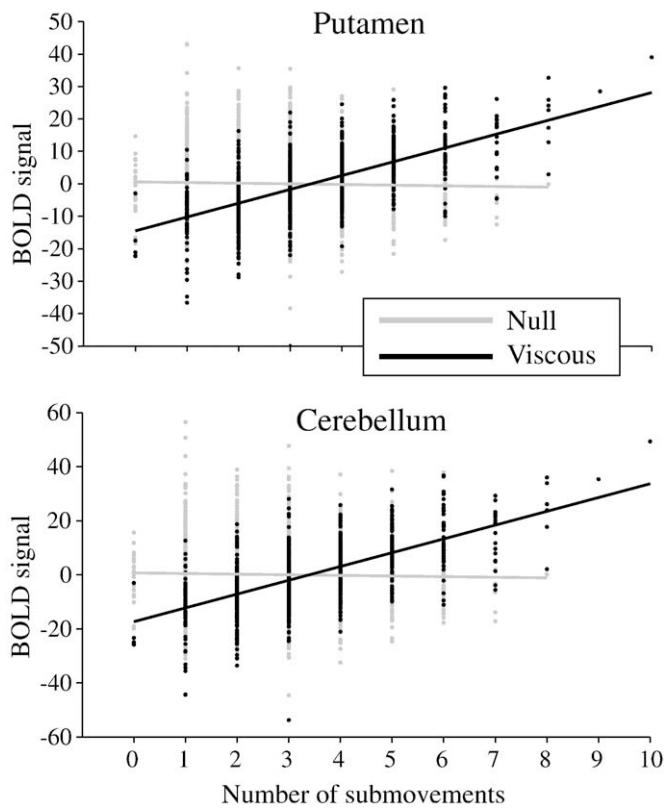 Putamen
50
40
30
20
10
0
-10
-20
-30
-40
-50
BOLD signal
Null
Viscous
Cerebellum
60
40
20
0
-20
-40
-60
BOLD signal
0 1 2 3 4 5 6 7 8 9 10
Number of submovements